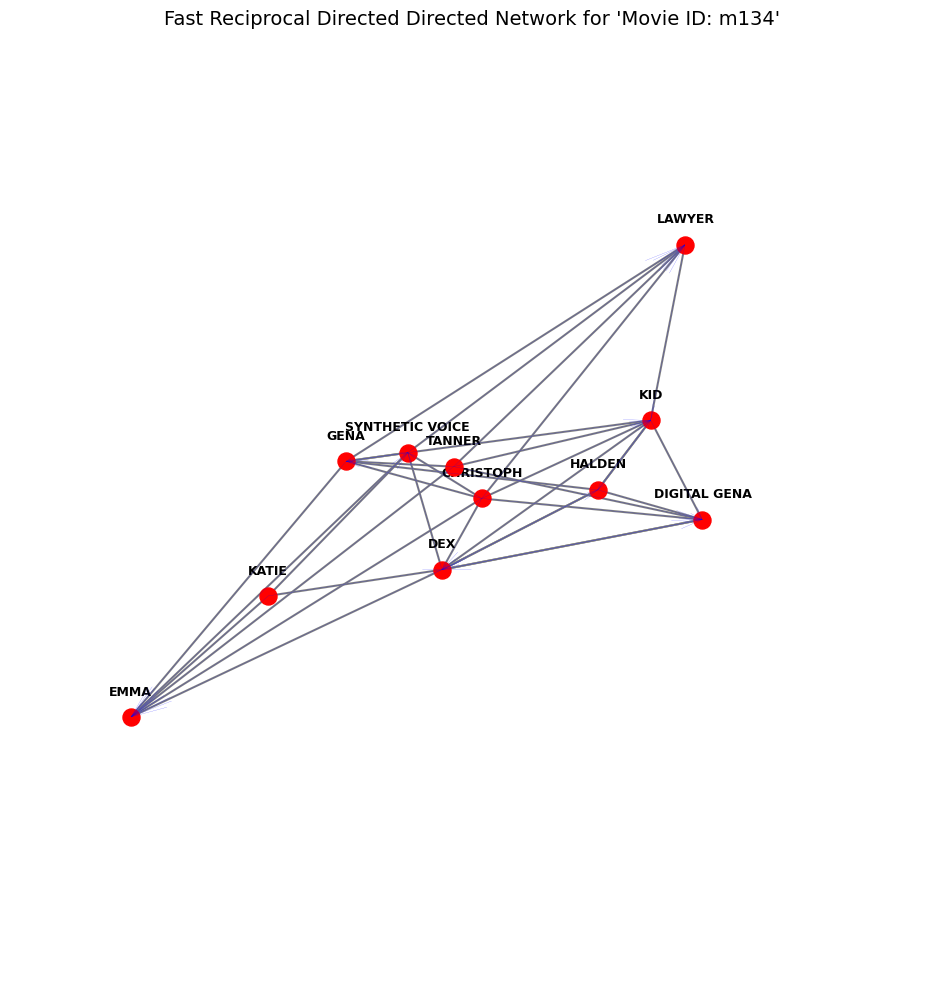 Fast Reciprocal Directed Directed Network for 'Movie ID: m134'
LAWYER
KID
SYNTHETIC VOICE
GENA
TANNER
HALDEN
CHRISTOPH
DIGITAL GENA
DEX
KATIE
EMMA